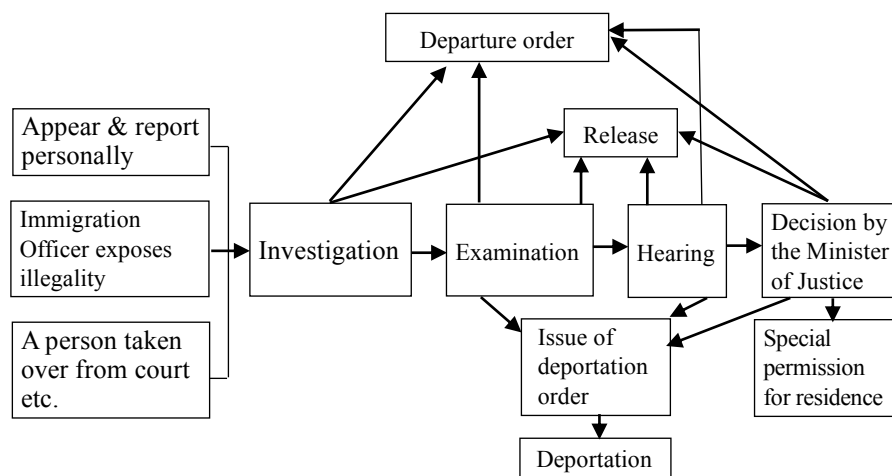 Departure order
Appear & report
personally
Release
Immigration
Officer exposes
illegality
Investigation
Examination
Hearing
Decision by
the Minister
of Justice
A person taken
over from court
etc.
Issue of
deportation
order
Special
permission
for residence
Deportation